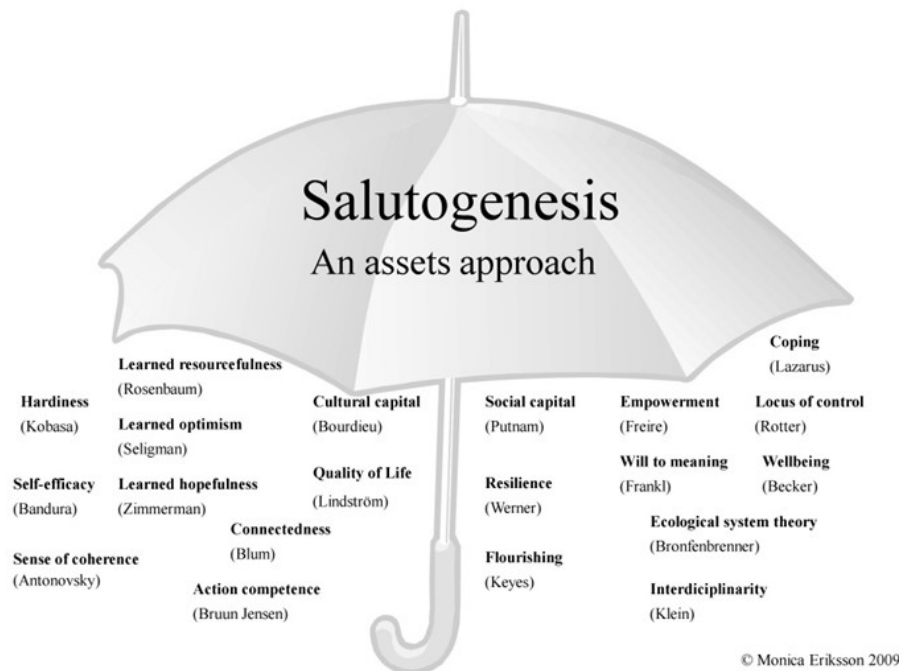 Salutogenesis
An assets approach
Coping
(Lazarus)
Learned resourcefulness
(Rosenbaum)
Hardiness
(Kobasa)
Learned optimism
(Seligman)
Cultural capital
(Bourdieu)
Social capital
(Putnam)
Empowerment
(Freire)
Locus of control
(Rotter)
Self-efficacy
(Bandura)
Learned hopefulness
(Zimmerman)
Quality of Life
(Lindström)
Resilience
(Werner)
Will to meaning
(Frankl)
Wellbeing
(Becker)
Connectedness
(Blum)
Ecological system theory
(Bronfenbrenner)
Sense of coherence
(Antonovsky)
Action competence
(Bruun Jensen)
Flourishing
(Keyes)
Interdiciplinarity
(Klein)
© Monica Eriksson 2009